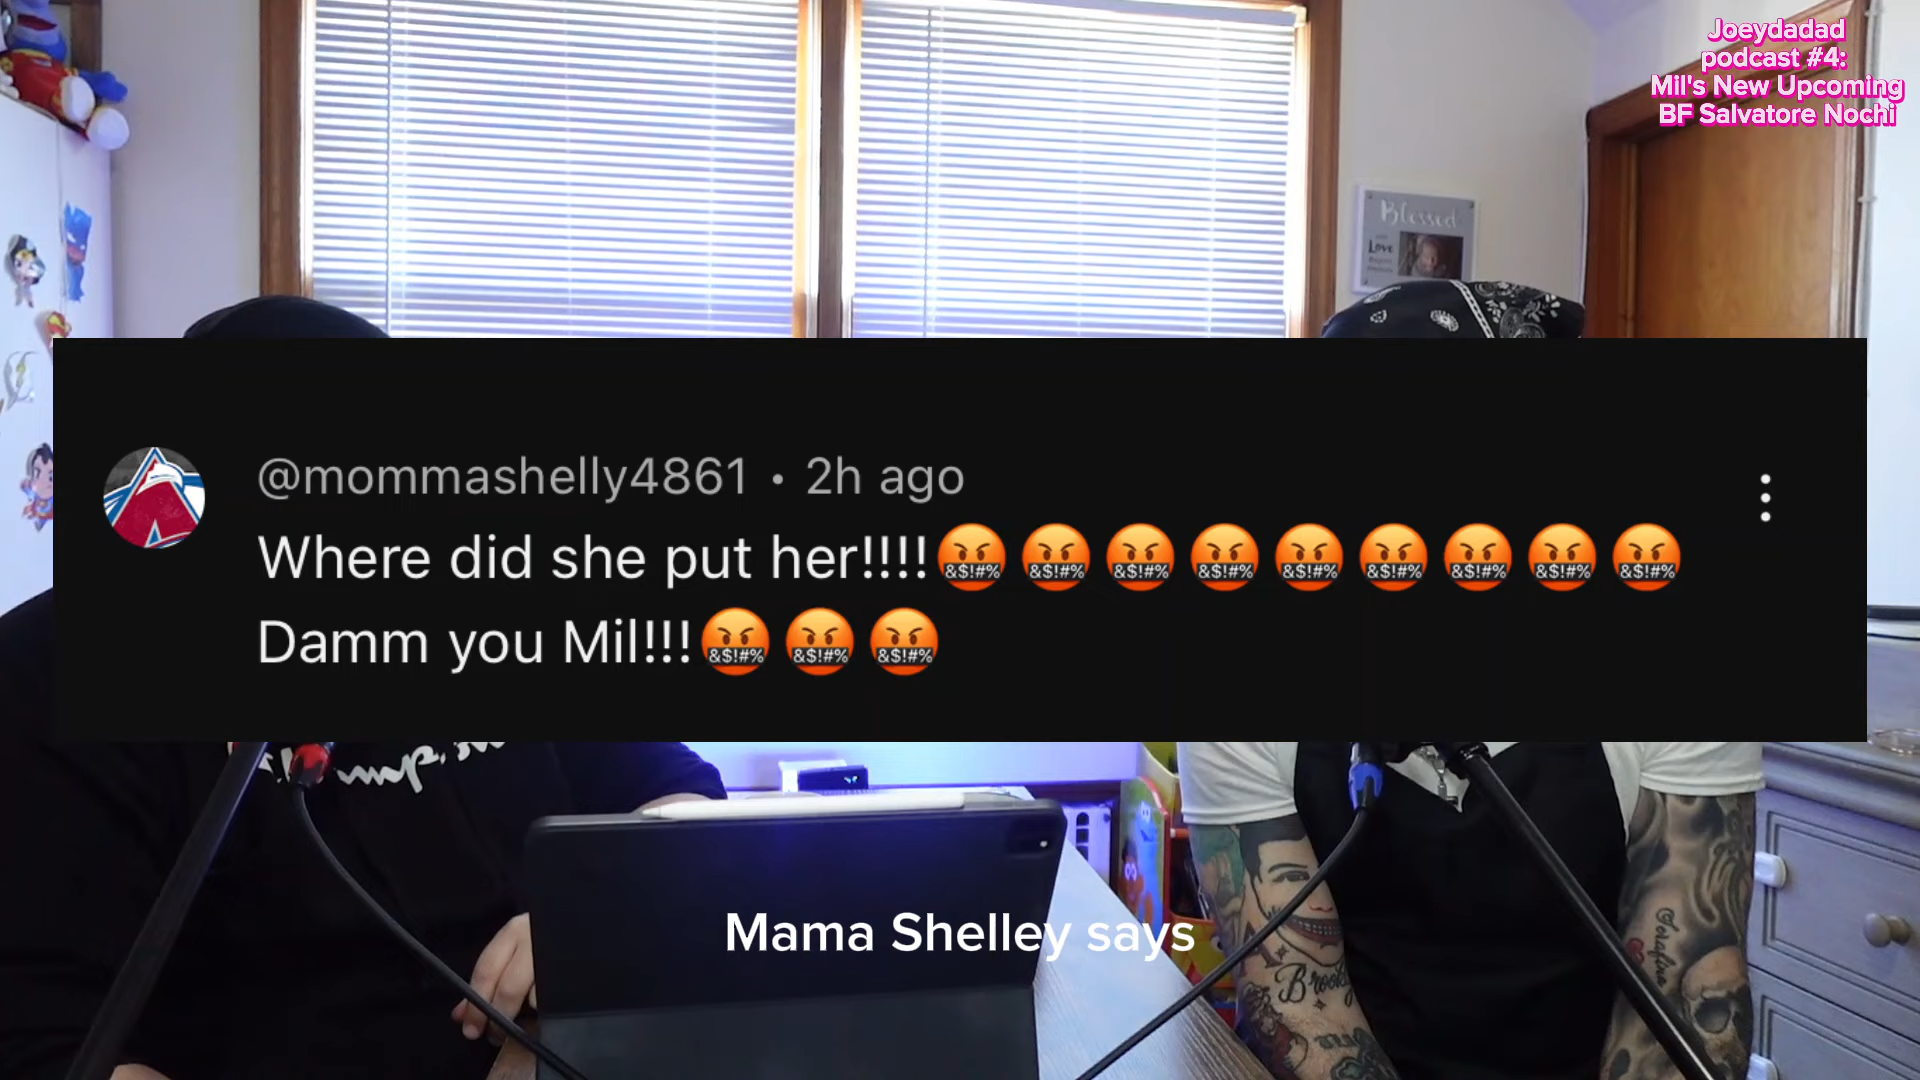 Joeydadad
podcast #4:
Mil's New Upcoming
BF Salvatore Nochi
Blessed
Love
@mommashelly4861 • 2h ago
Where did she put her!!!!🤬🤬🤬🤬🤬🤬🤬🤬🤬
Damm you Mil!!!🤬🤬🤬
&$!#% &$!#% &$!#% &$!#% &$!#% &$!#% &$!#% &$!#% &$!#%
&$!#% &$!#% &$!#%
Mama Shelley says